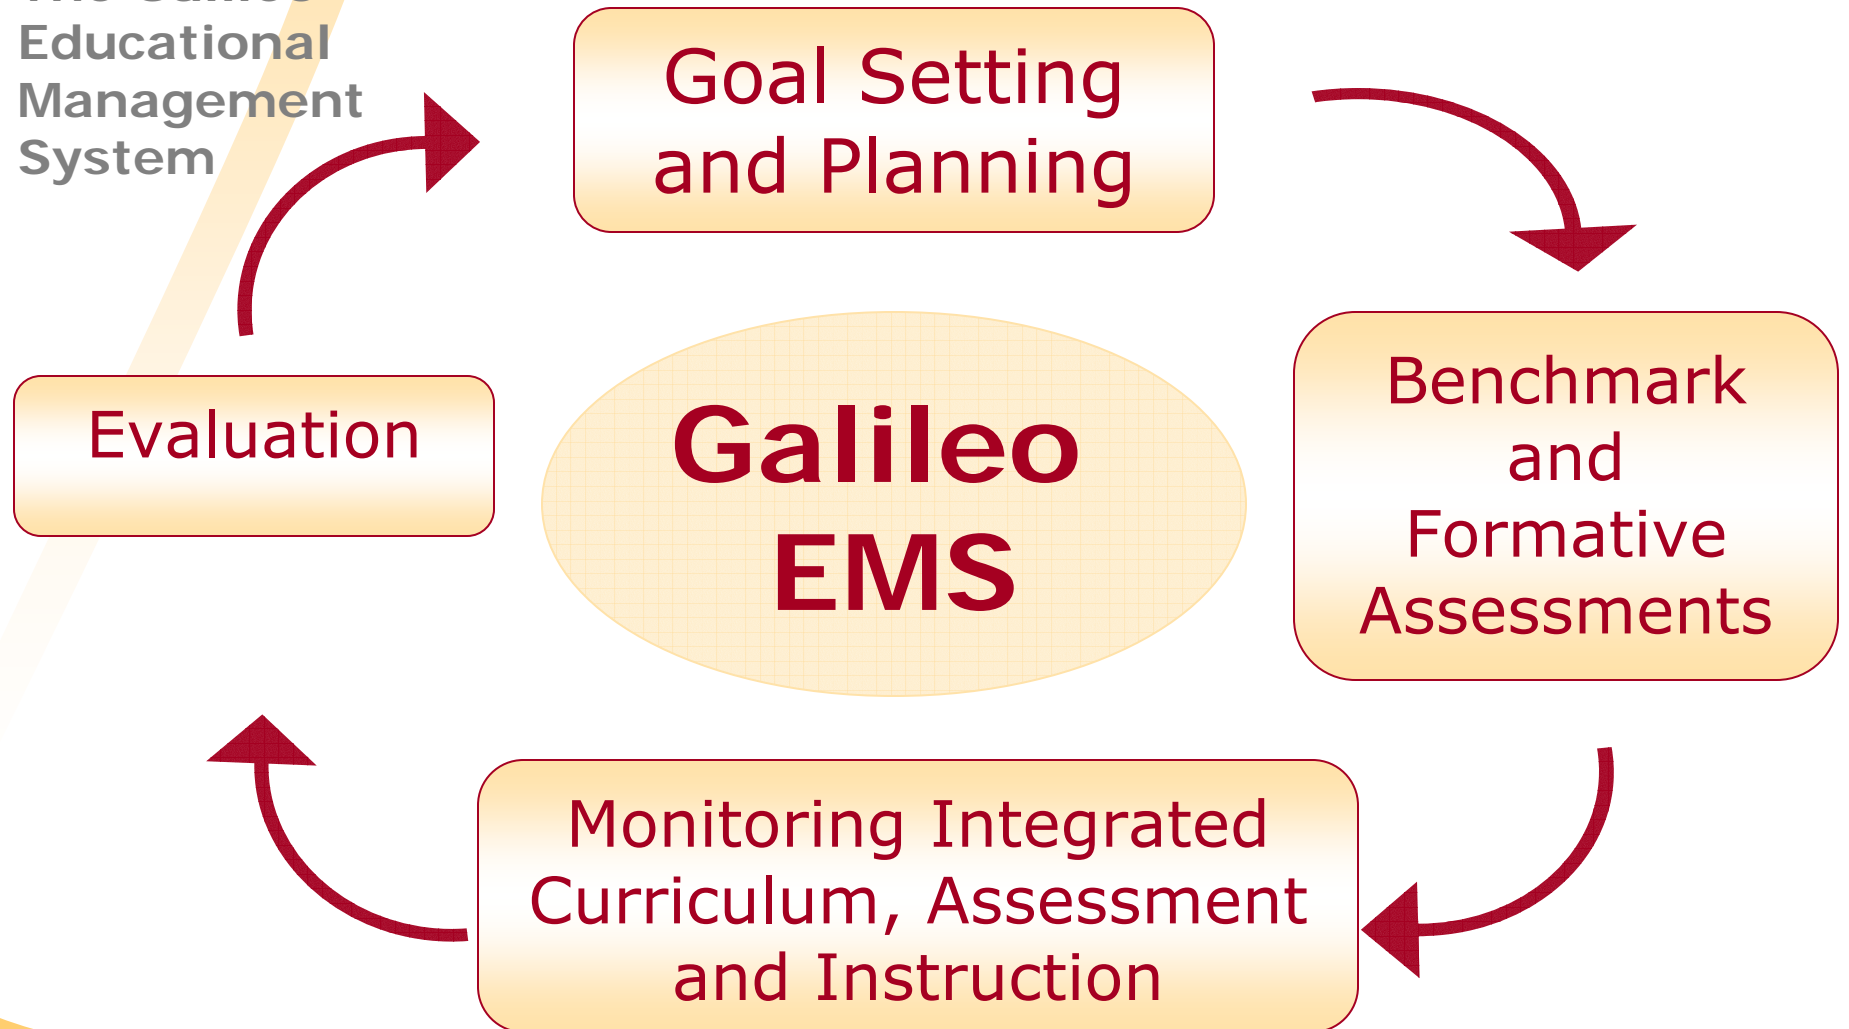 Educational
Management
System
Goal Setting
and Planning
Benchmark
and
Formative
Assessments
Monitoring Integrated
Curriculum, Assessment
and Instruction
Evaluation
Galileo
EMS